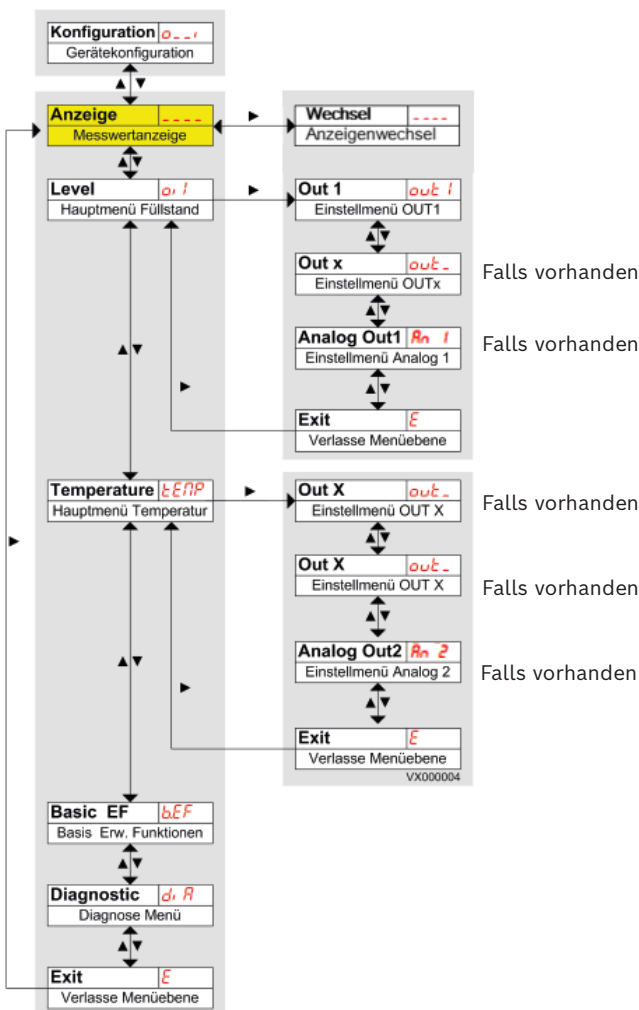 Konfiguration o__i
Gerätekonfiguration
▲ ▼
Anzeige _ _ _ _
Messwertanzeige
►
Wechsel - - - -
Anzeigenwechsel
▲▼
Level oi l
Hauptmenü Füllstand
►
Out 1 out 1
Einstellmenü OUT1
▲▼
Out x out_
Einstellmenü OUTx
Falls vorhanden
▲▼
Analog Out1 An 1
Einstellmenü Analog 1
Falls vorhanden
▲▼
▲▼
►
Exit E
Verlasse Menüebene
Temperature tEMP
Hauptmenü Temperatur
►
Out X out_
Einstellmenü OUT X
Falls vorhanden
►
▲▼
Out X out_
Einstellmenü OUT X
Falls vorhanden
▲▼
Analog Out2 An 2
Einstellmenü Analog 2
Falls vorhanden
▲▼
►
▲▼
Exit E
Verlasse Menüebene
VX000004
Basic EF b.EF
Basis Erw. Funktionen
▲▼
Diagnostic di A
Diagnose Menü
▲▼
Exit E
Verlasse Menüebene